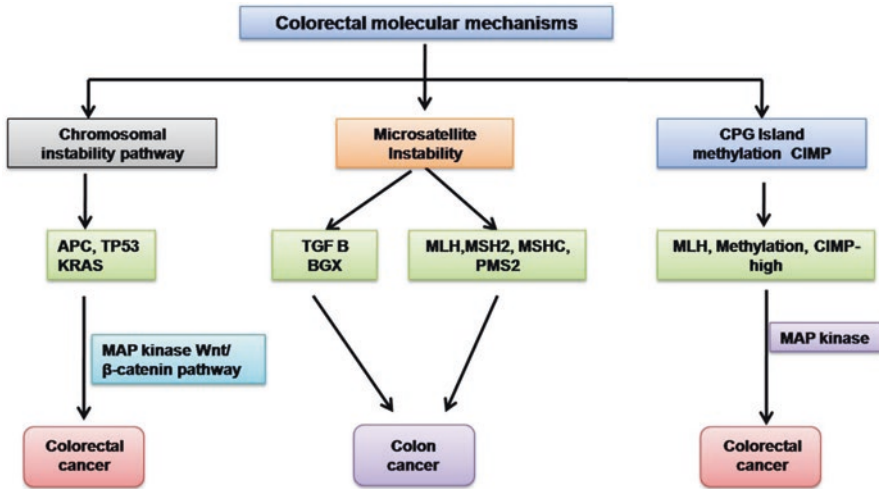 Colorectal molecular mechanisms
Chromosomal
instability pathway
Microsatellite
Instability
CPG Island
methylation CIMP
APC, TP53
KRAS
TGF B
BGX
MLH,MSH2, MSHC,
PMS2
MLH, Methylation, CIMP-
high
MAP kinase Wnt/
β-catenin pathway
MAP kinase
Colorectal
cancer
Colon
cancer
Colorectal
cancer